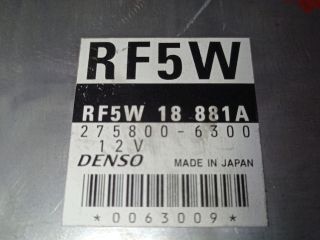 RF5W
RF5W 18 881A
275800-6300
12V
DENSO MADE IN JAPAN
*0063009*